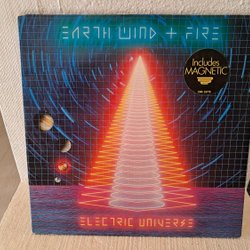 EARTH WIND + FIRE
Includes
MAGNETIC
ELECTRIC UNIVERSE